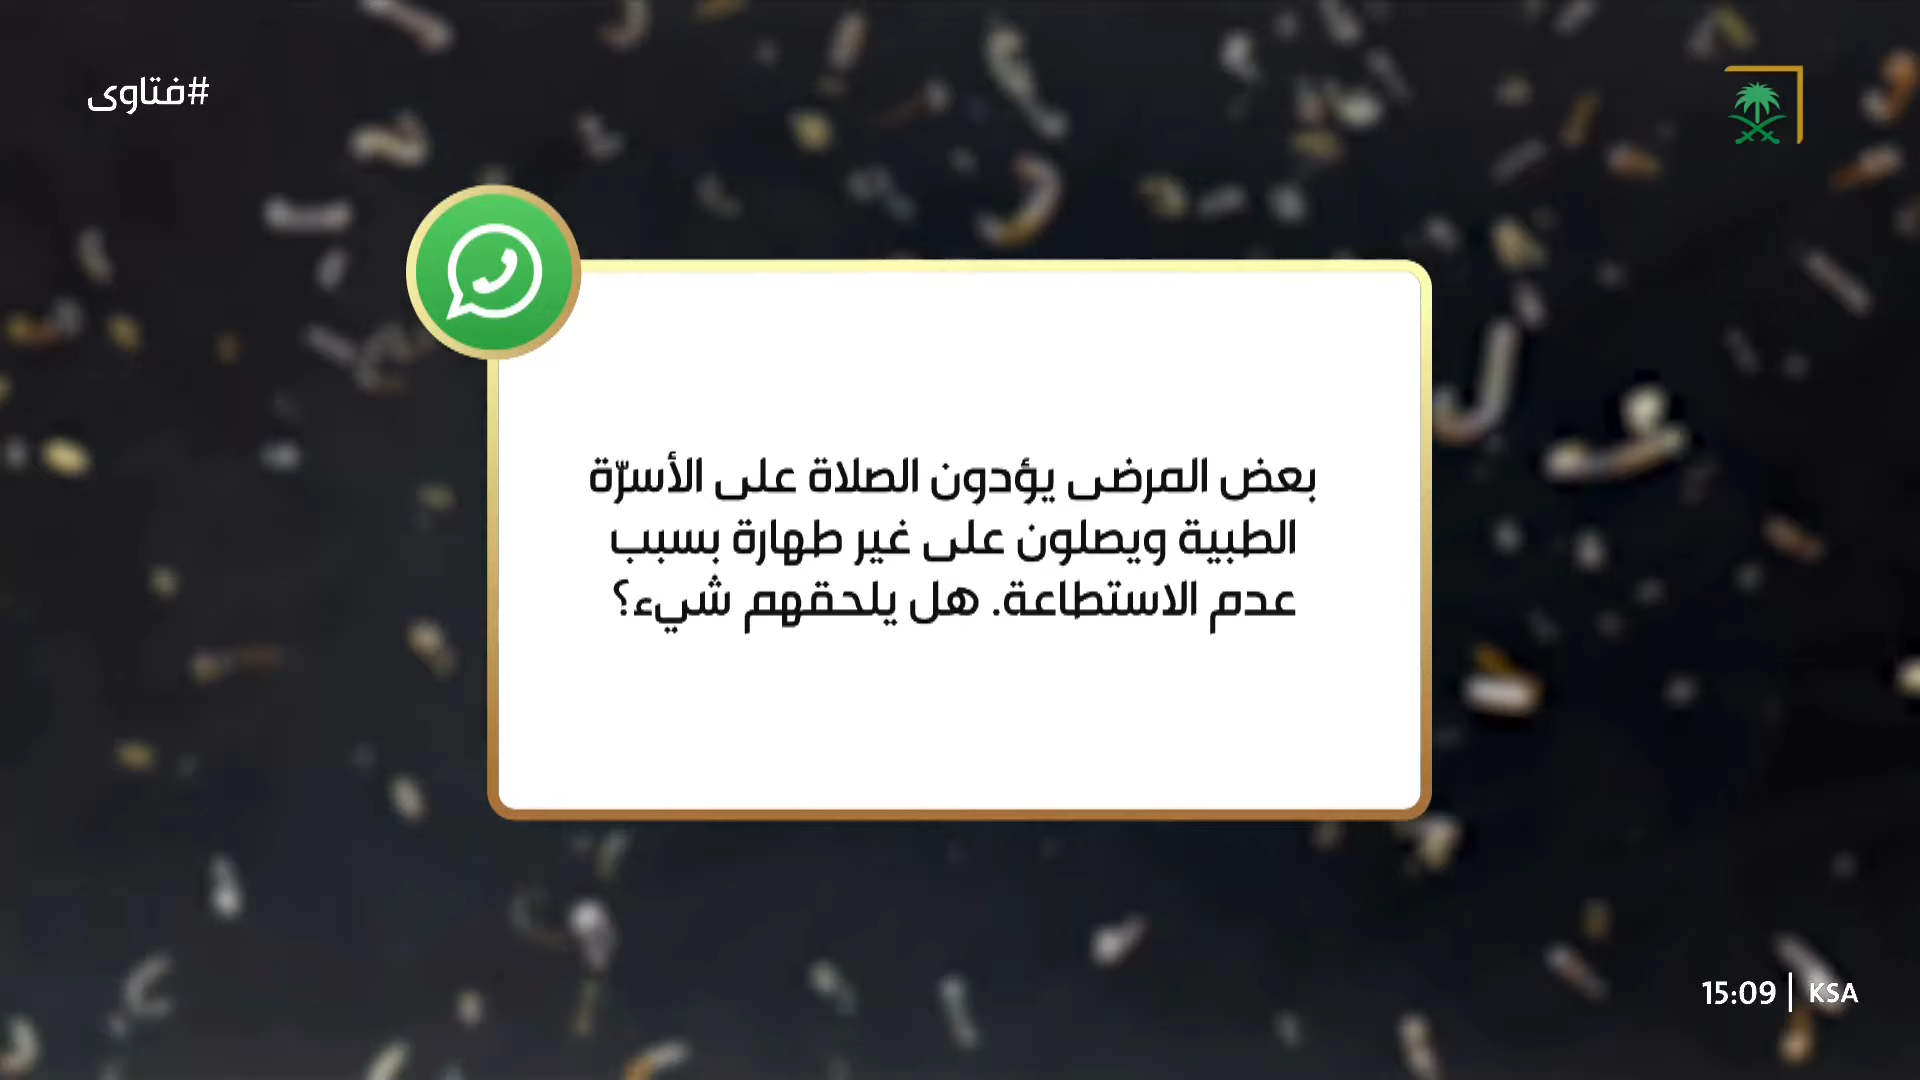 #فتاوى
بعض المرضى يؤدون الصلاة على الأسرّة
الطبية ويصلون على غير طهارة بسبب
عدم الاستطاعة. هل يلحقهم شيء؟
15:09 | KSA